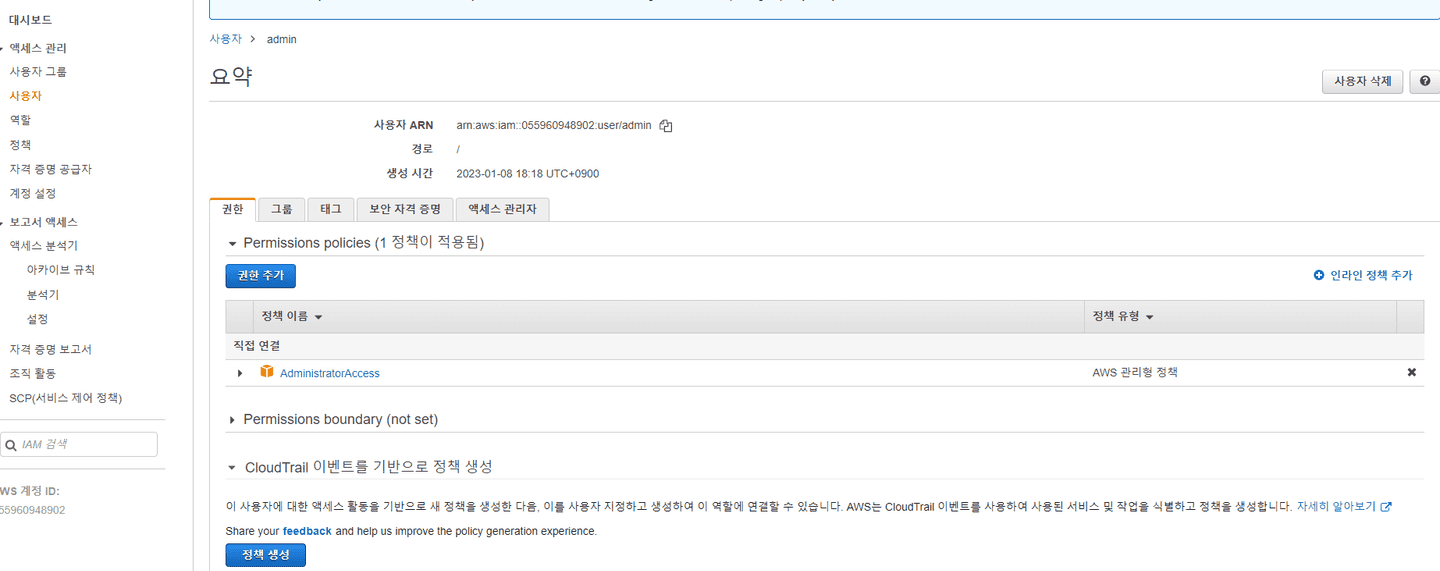 대시보드
액세스 관리
사용자 그룹
사용자
역할
정책
자격 증명 공급자
계정 설정
보고서 액세스
액세스 분석기
아카이브 규칙
분석기
설정
자격 증명 보고서
조직 활동
SCP(서비스 제어 정책)
IAM 검색
WS 계정 ID:
55960948902
사용자 admin
요약
사용자 삭제
사용자 ARN arn:aws:iam::055960948902:user/admin
경로 /
생성 시간 2023-01-08 18:18 UTC+0900
권한 그룹 태그 보안 자격 증명 액세스 관리자
Permissions policies (1 정책이 적용됨)
권한 추가 인라인 정책 추가
정책 이름 정책 유형
직접 연결
AdministratorAccess AWS 관리형 정책
Permissions boundary (not set)
CloudTrail 이벤트를 기반으로 정책 생성
이 사용자에 대한 액세스 활동을 기반으로 새 정책을 생성한 다음, 이를 사용자 지정하고 생성하여 이 역할에 연결할 수 있습니다. AWS는 CloudTrail 이벤트를 사용하여 사용된 서비스 및 작업을 식별하고 정책을 생성합니다. 자세히 알아보기
Share your feedback and help us improve the policy generation experience.
정책 생성